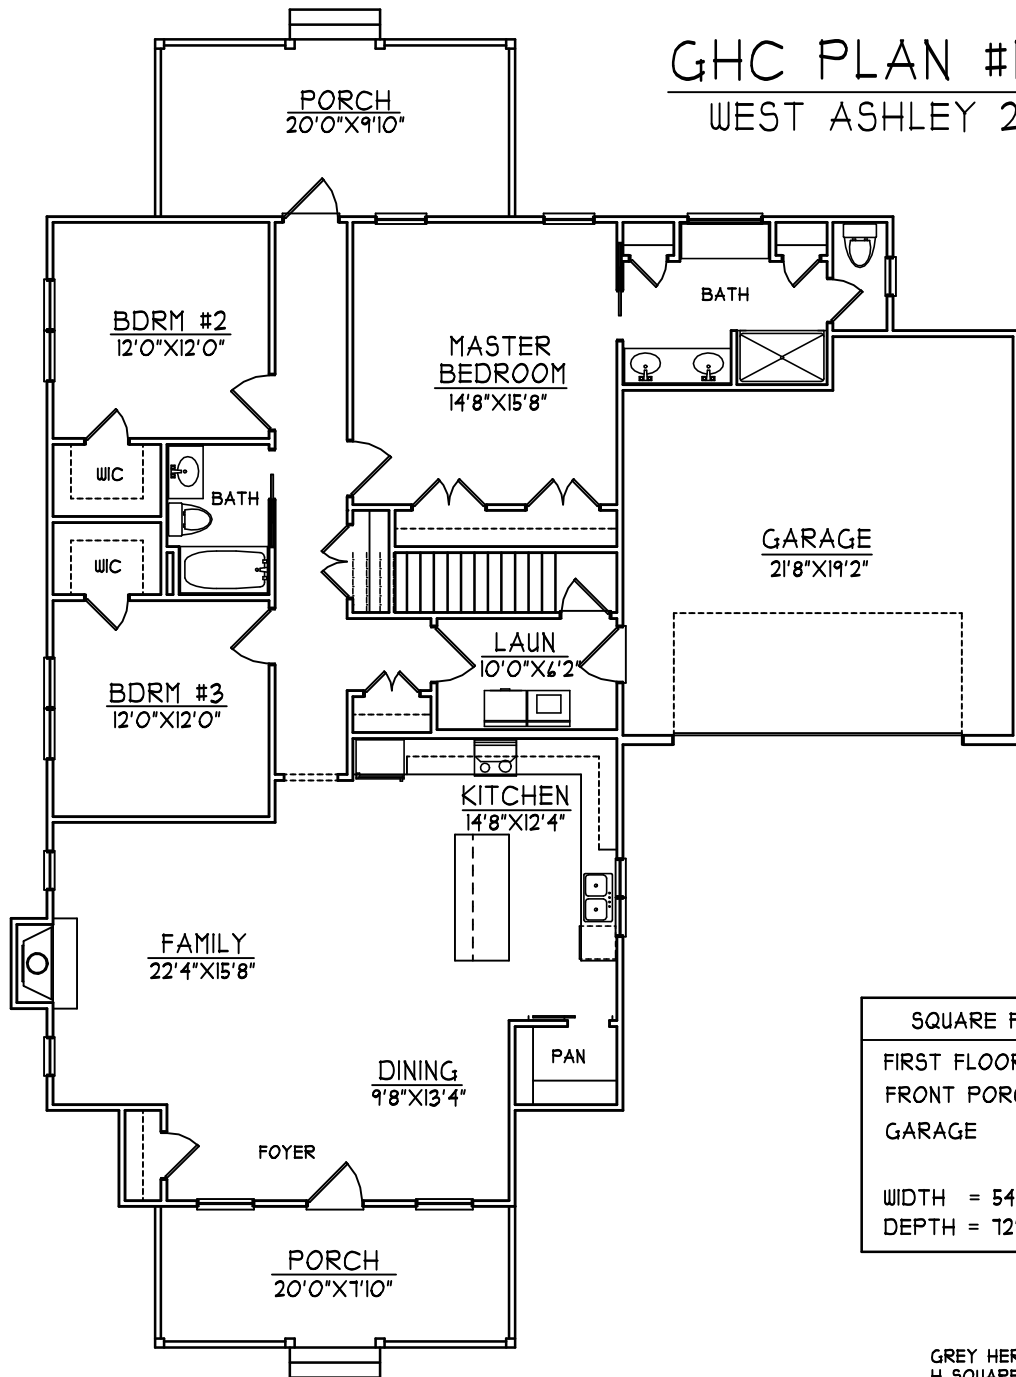 GHC PLAN
WEST ASHLEY 2
PORCH
20'0"X9'10"
BDRM #2
12'0"X12'0"
MASTER
BEDROOM
14'8"X15'8"
BATH
WIC
BATH
WIC
GARAGE
21'8"X19'2"
LAUN
10'0"X6'2"
BDRM #3
12'0"X12'0"
KITCHEN
14'8"X12'4"
FAMILY
22'4"X15'8"
DINING
9'8"X13'4"
PAN
FOYER
PORCH
20'0"X7'10"
SQUARE F
FIRST FLOOR
FRONT PORC
GARAGE
WIDTH = 54
DEPTH = 72'
GREY HER
H SQUARE